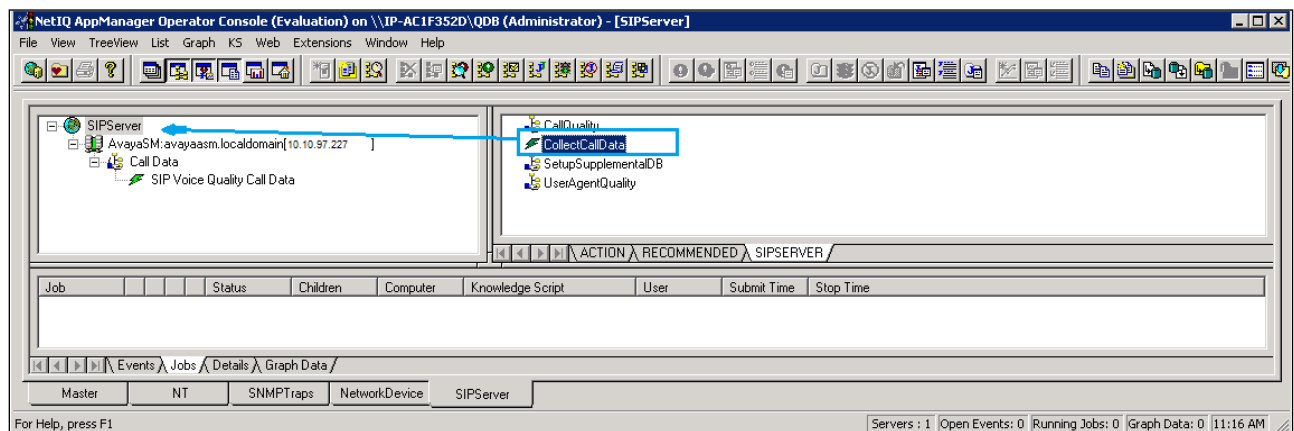 NetIQ AppManager Operator Console (Evaluation) on \\IP-AC1F352D\QDB (Administrator) - [SIPServer]
File View TreeView List Graph KS Web Extensions Window Help
SIPServer
AvayaSM:avayaasm.localdomain[10.10.97.227 ]
Call Data
SIP Voice Quality Call Data
CallQuality
CollectCallData
SetupSupplementalDB
UserAgentQuality
ACTION RECOMMENDED SIPSERVER
Job Status Children Computer Knowledge Script User Submit Time Stop Time
Events Jobs Details Graph Data
Master NT SNMPTraps NetworkDevice SIPServer
For Help, press F1 Servers : 1 Open Events: 0 Running Jobs: 0 Graph Data: 0 11:16 AM